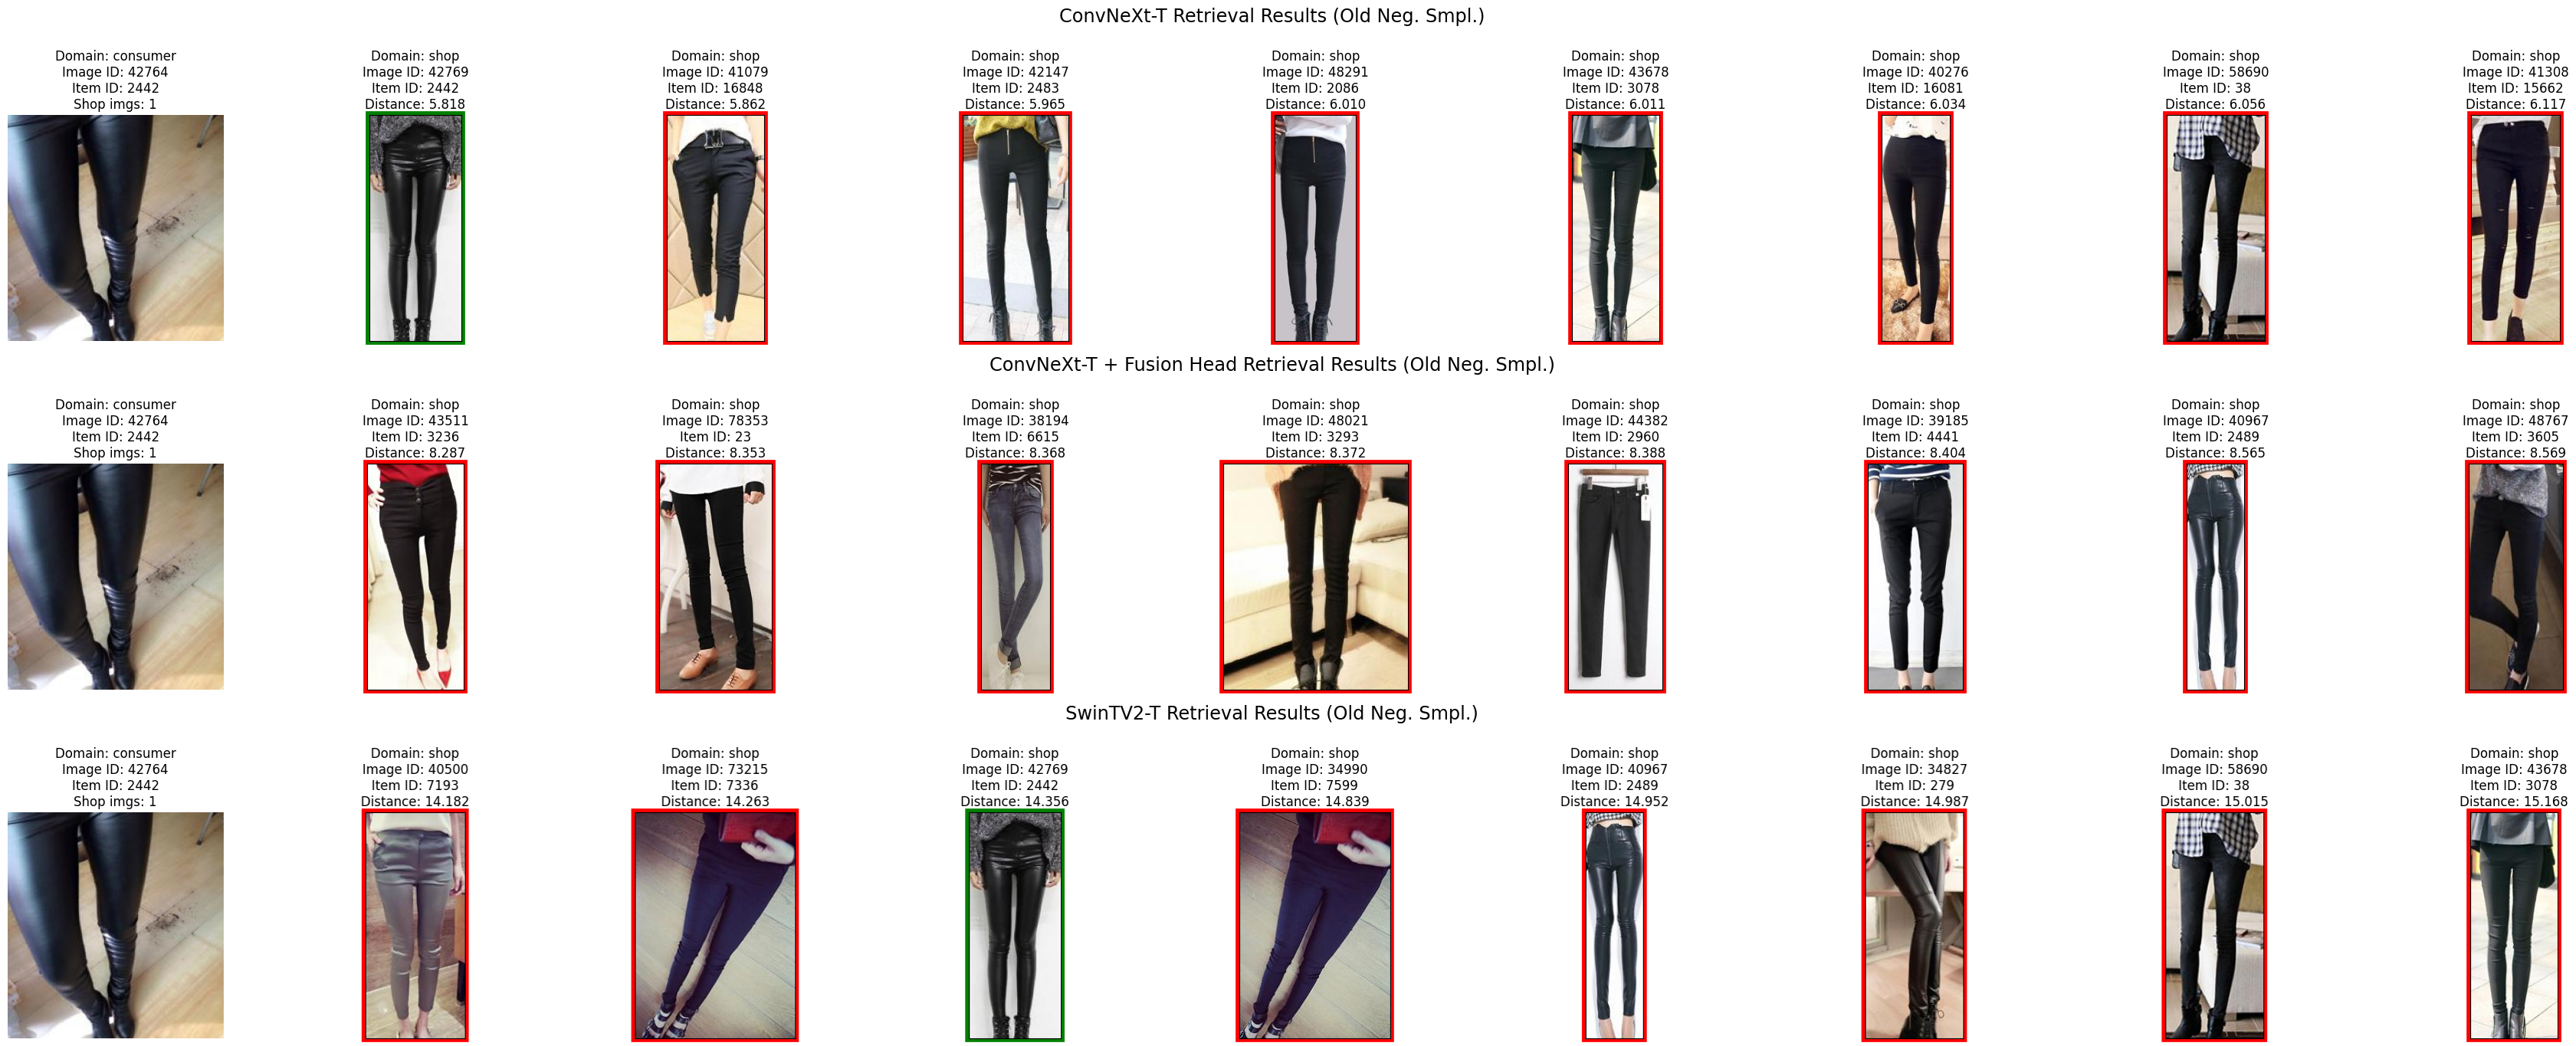 ConvNeXt-T Retrieval Results (Old Neg. Smpl.)
Domain: consumer
Image ID: 42764
Item ID: 2442
Shop imgs: 1
Domain: shop
Image ID: 42769
Item ID: 2442
Distance: 5.818
Domain: shop
Image ID: 41079
Item ID: 16848
Distance: 5.862
Domain: shop
Image ID: 42147
Item ID: 2483
Distance: 5.965
Domain: shop
Image ID: 48291
Item ID: 2086
Distance: 6.010
Domain: shop
Image ID: 43678
Item ID: 3078
Distance: 6.011
Domain: shop
Image ID: 40276
Item ID: 16081
Distance: 6.034
Domain: shop
Image ID: 58690
Item ID: 38
Distance: 6.056
Domain: shop
Image ID: 41308
Item ID: 15662
Distance: 6.117
ConvNeXt-T + Fusion Head Retrieval Results (Old Neg. Smpl.)
Domain: consumer
Image ID: 42764
Item ID: 2442
Shop imgs: 1
Domain: shop
Image ID: 43511
Item ID: 3236
Distance: 8.287
Domain: shop
Image ID: 78353
Item ID: 23
Distance: 8.353
Domain: shop
Image ID: 38194
Item ID: 6615
Distance: 8.368
Domain: shop
Image ID: 48021
Item ID: 3293
Distance: 8.372
Domain: shop
Image ID: 44382
Item ID: 2960
Distance: 8.388
Domain: shop
Image ID: 39185
Item ID: 4441
Distance: 8.404
Domain: shop
Image ID: 40967
Item ID: 2489
Distance: 8.565
Domain: shop
Image ID: 48767
Item ID: 3605
Distance: 8.569
SwinTV2-T Retrieval Results (Old Neg. Smpl.)
Domain: consumer
Image ID: 42764
Item ID: 2442
Shop imgs: 1
Domain: shop
Image ID: 40500
Item ID: 7193
Distance: 14.182
Domain: shop
Image ID: 73215
Item ID: 7336
Distance: 14.263
Domain: shop
Image ID: 42769
Item ID: 2442
Distance: 14.356
Domain: shop
Image ID: 34990
Item ID: 7599
Distance: 14.839
Domain: shop
Image ID: 40967
Item ID: 2489
Distance: 14.952
Domain: shop
Image ID: 34827
Item ID: 279
Distance: 14.987
Domain: shop
Image ID: 58690
Item ID: 38
Distance: 15.015
Domain: shop
Image ID: 43678
Item ID: 3078
Distance: 15.168